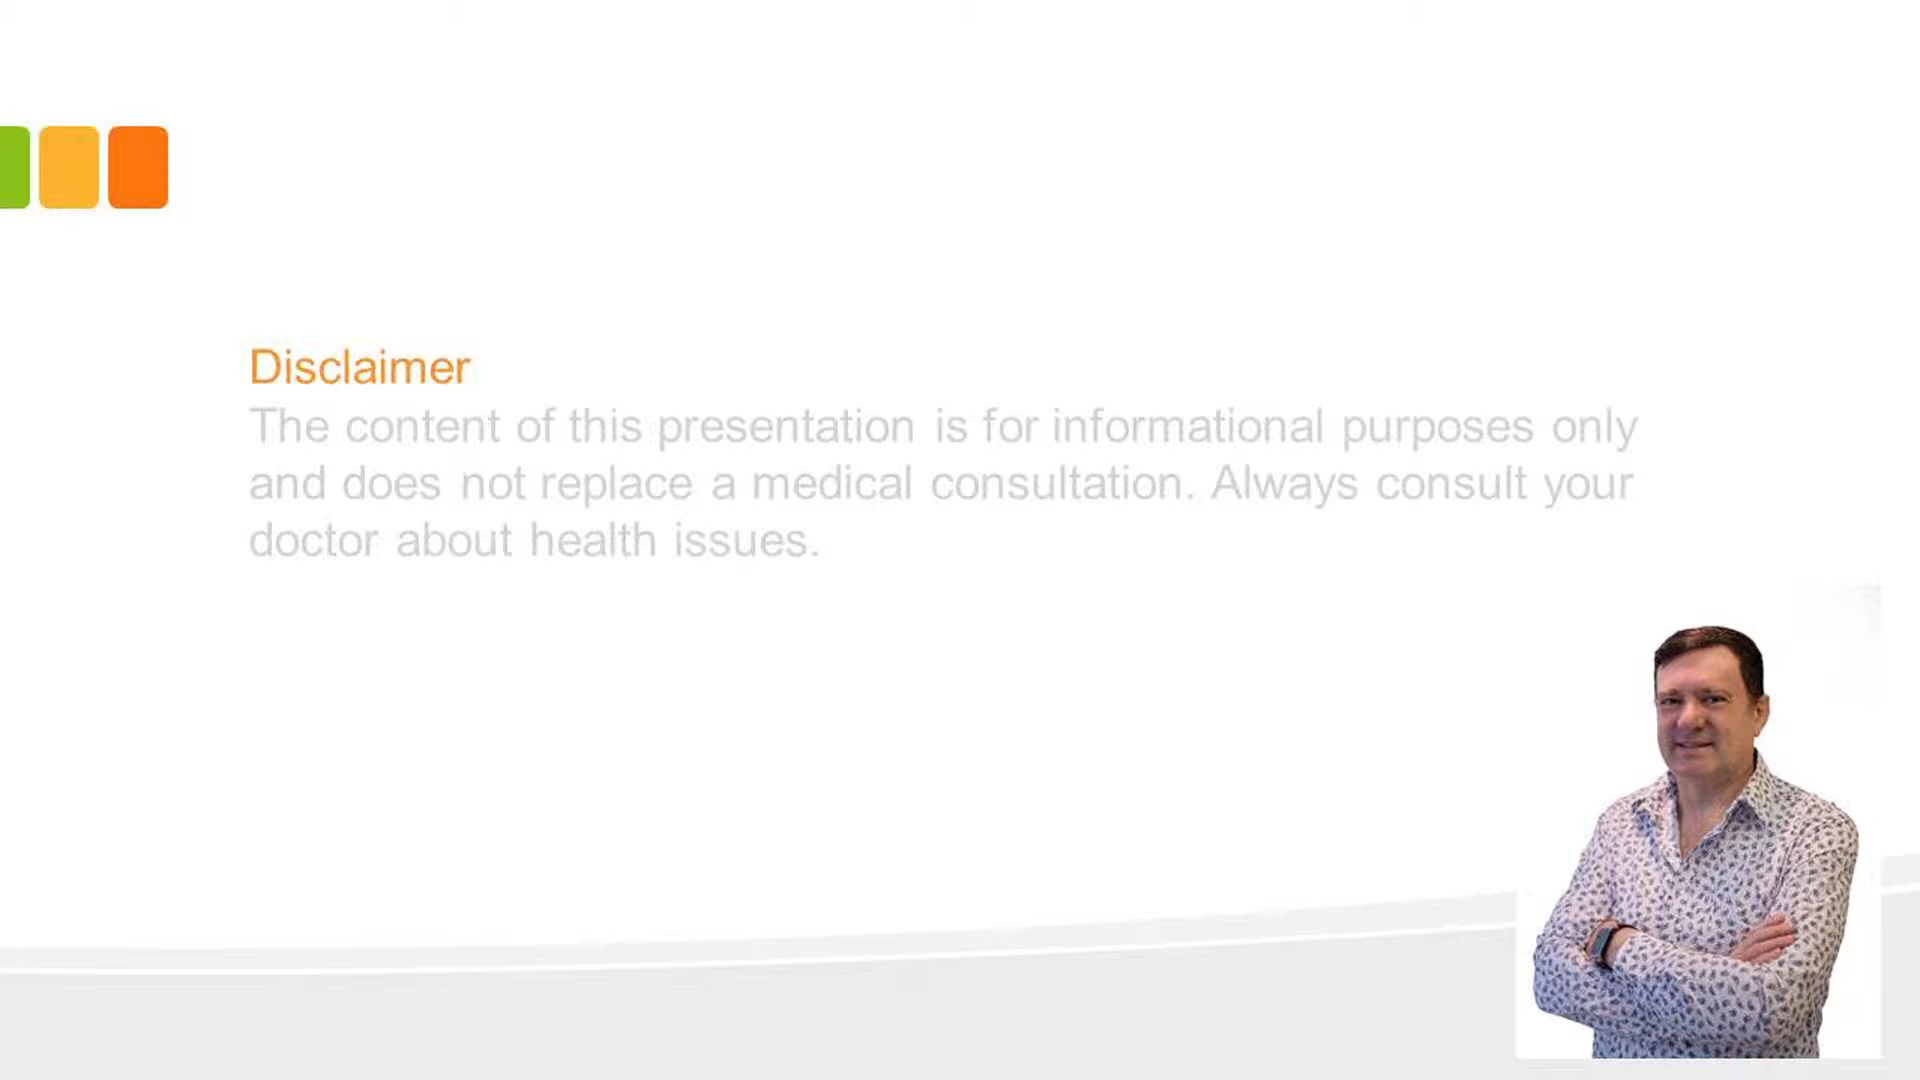 Disclaimer
The content of this presentation is for informational purposes only
and does not replace a medical consultation. Always consult your
doctor about health issues.